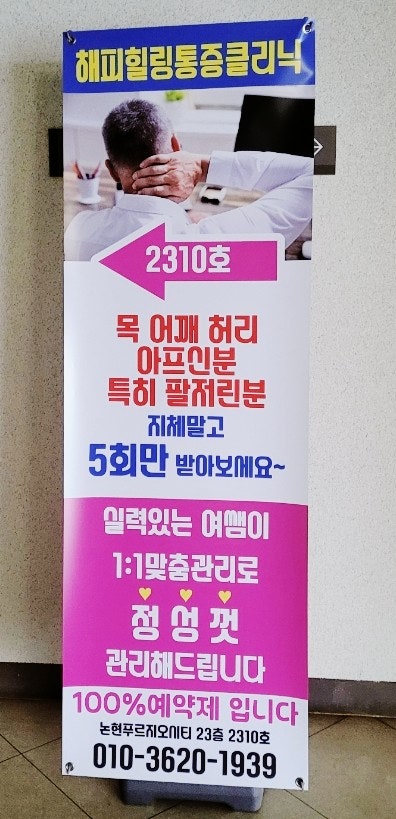 해피힐링통증클리닉
2310호
목 어깨 허리
아프신분
특히 팔저린분
지체말고
5회만 받아보세요~
실력있는 여쌤이
1:1맞춤관리로
정성껏
관리해드립니다
100%예약제 입니다
논현푸르지오시티 23층 2310호
010-3620-1939